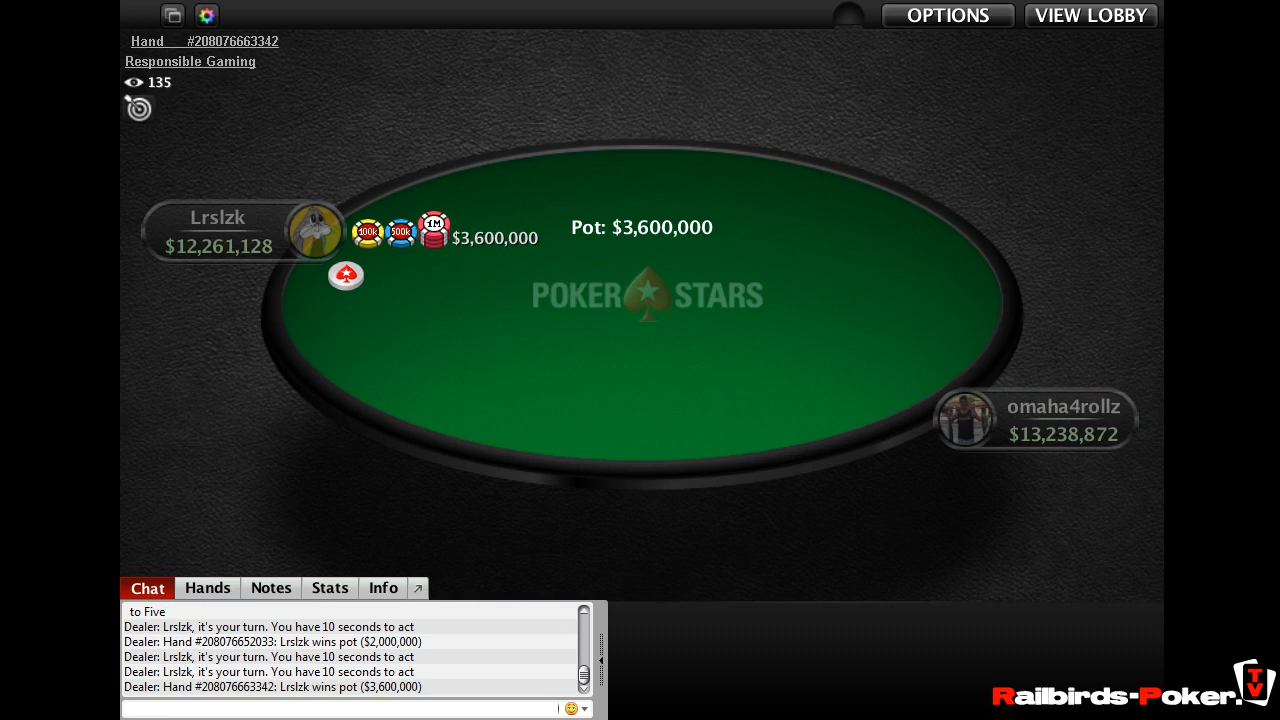 OPTIONS
VIEW LOBBY
Hand #208076663342
Responsible Gaming
135
Lrslzk
$12,261,128
100k
500k
1M
$3,600,000
Pot: $3,600,000
POKER STARS
omaha4rollz
$13,238,872
Chat
Hands
Notes
Stats
Info
to Five
Dealer: Lrslzk, it's your turn. You have 10 seconds to act
Dealer: Hand #208076652033: Lrslzk wins pot ($2,000,000)
Dealer: Lrslzk, it's your turn. You have 10 seconds to act
Dealer: Lrslzk, it's your turn. You have 10 seconds to act
Dealer: Hand #208076663342: Lrslzk wins pot ($3,600,000)
Railbirds-Poker.TV